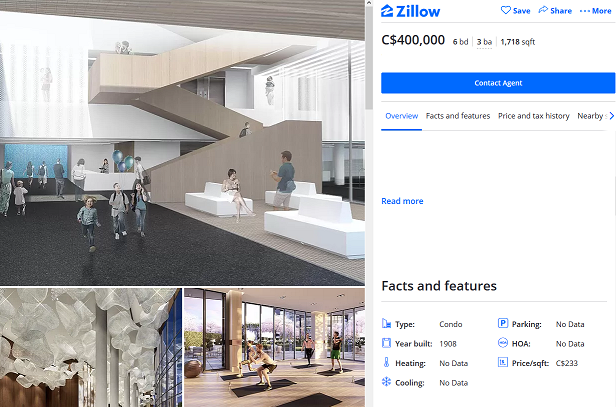 Zillow
Save
Share
More
C$400,000 6 bd 3 ba 1,718 sqft
Contact Agent
Overview Facts and features Price and tax history Nearby
Read more
Facts and features
Type: Condo
Parking: No Data
Year built: 1908
HOA: No Data
Heating: No Data
Price/sqft: C$233
Cooling: No Data